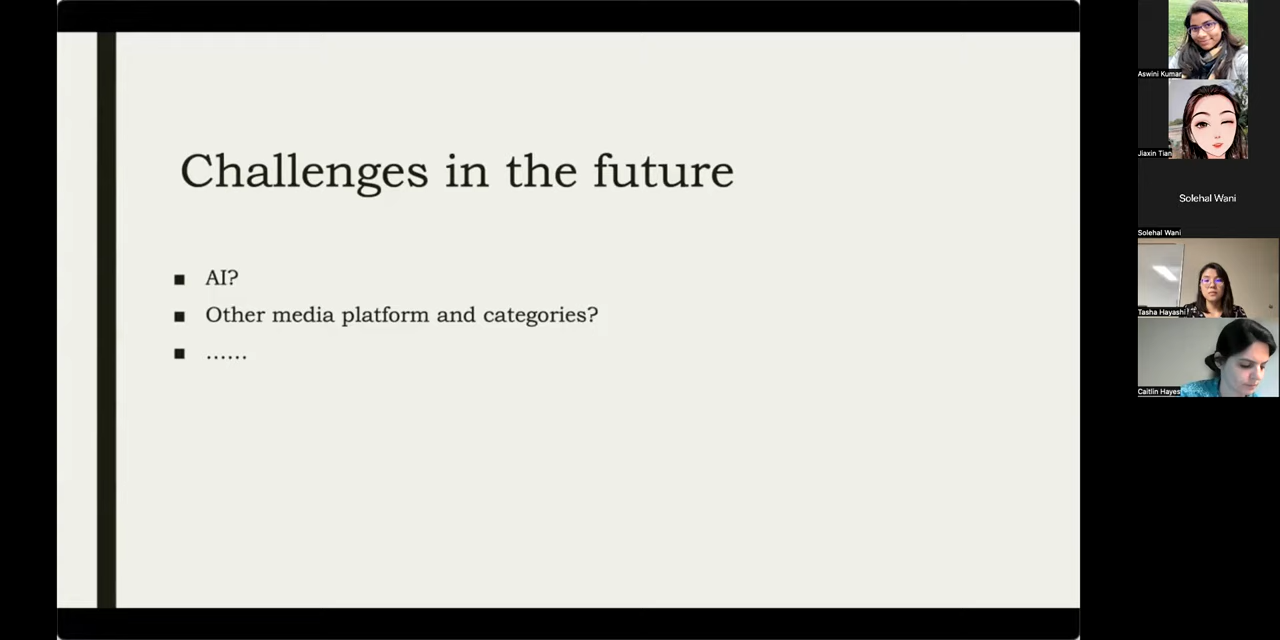 Challenges in the future
AI?
Other media platform and categories?
......
Aswini Kumar
Jiaxin Tian
Solehal Wani
Solehal Wani
Tasha Hayashi
Caitlin Hayes